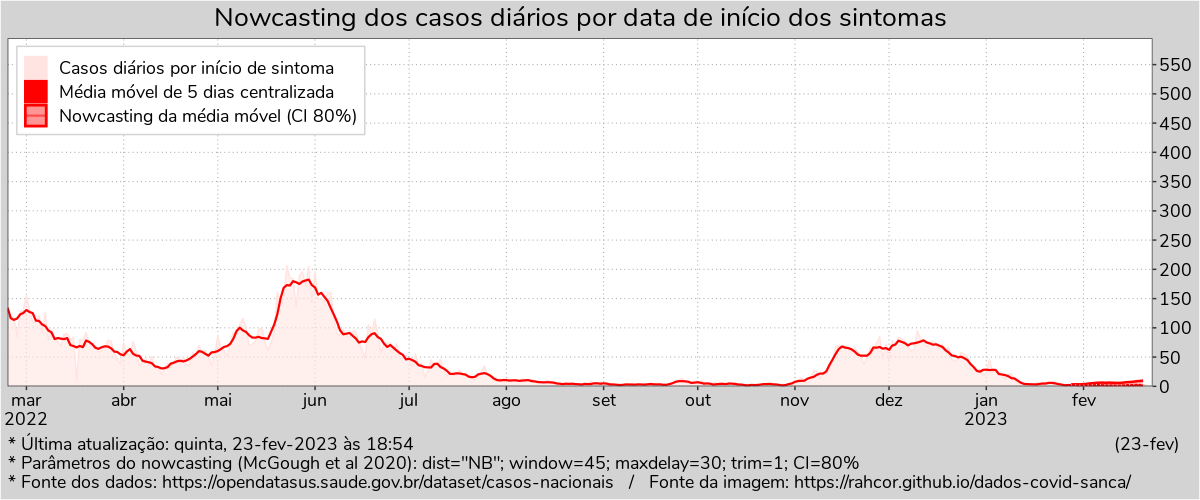 Nowcasting dos casos diários por data de início dos sintomas
Casos diários por início de sintoma
Média móvel de 5 dias centralizada
Nowcasting da média móvel (CI 80%)
550
500
450
400
350
300
250
200
150
100
50
0
mar abr mai jun jul ago set out nov dez jan fev
2022 2023
* Última atualização: quinta, 23-fev-2023 às 18:54 (23-fev)
* Parâmetros do nowcasting (McGough et al 2020): dist="NB"; window=45; maxdelay=30; trim=1; CI=80%
* Fonte dos dados: https://opendatasus.saude.gov.br/dataset/casos-nacionais / Fonte da imagem: https://rahcor.github.io/dados-covid-sanca/